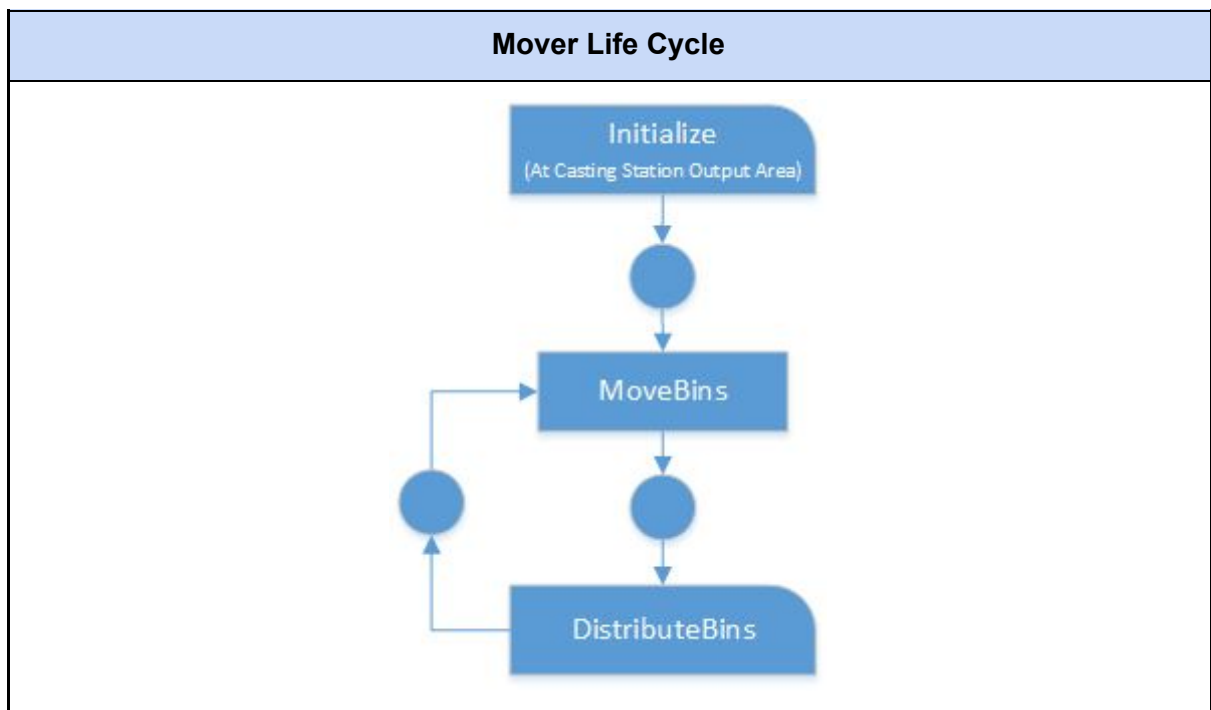 Mover Life Cycle
Initialize
(At Casting Station Output Area)
MoveBins
DistributeBins